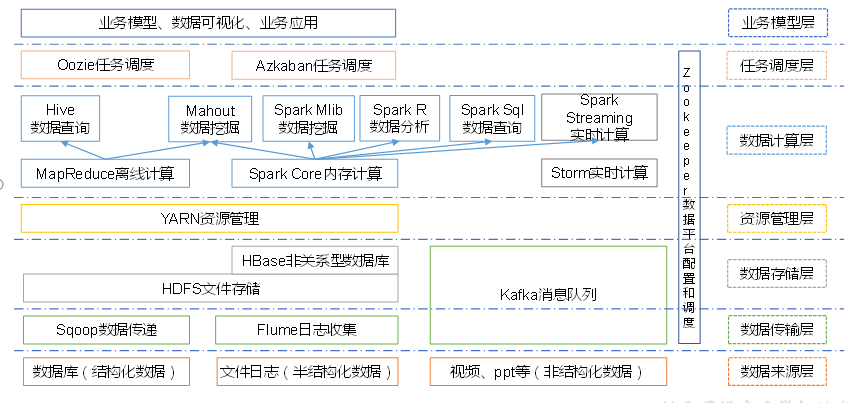 业务模型、数据可视化、业务应用
业务模型层
Oozie任务调度
Azkaban任务调度
任务调度层
Hive
数据查询
Mahout
数据挖掘
Spark Mlib
数据挖掘
Spark R
数据分析
Spark Sql
数据查询
Spark
Streaming
实时计算
数据计算层
MapReduce离线计算
Spark Core内存计算
Storm实时计算
Zookeeper数据平台配置和调度
YARN资源管理
资源管理层
HBase非关系型数据库
HDFS文件存储
Kafka消息队列
数据存储层
Sqoop数据传递
Flume日志收集
数据传输层
数据库（结构化数据）
文件日志（半结构化数据）
视频、ppt等（非结构化数据）
数据来源层